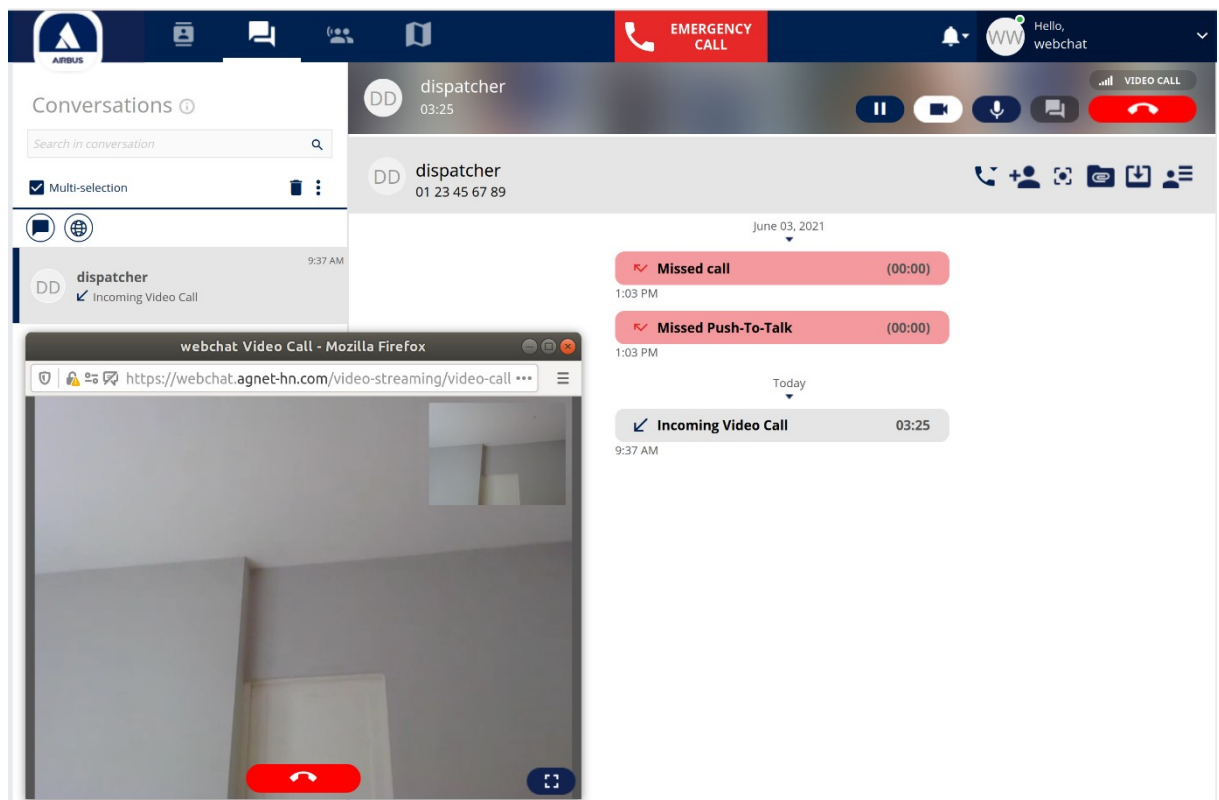 AIRBUS
EMERGENCY
CALL
WW
Hello,
webchat
Conversations
Search in conversation
Multi-selection
DD
dispatcher
03:25
VIDEO CALL
DD
dispatcher
01 23 45 67 89
9:37 AM
DD
dispatcher
Incoming Video Call
June 03, 2021
Missed call (00:00)
1:03 PM
Missed Push-To-Talk (00:00)
1:03 PM
Today
Incoming Video Call 03:25
9:37 AM
webchat Video Call - Mozilla Firefox
https://webchat.agnet-hn.com/video-streaming/video-call